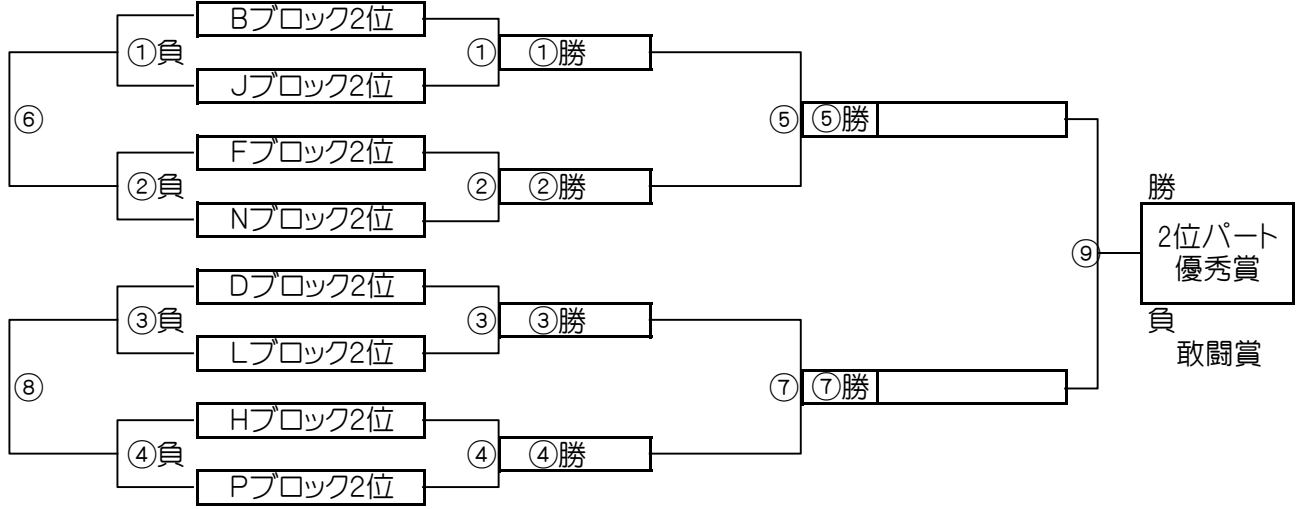 Bブロック2位
①負
①
①勝
Jブロック2位
⑥
⑤
⑤勝
Fブロック2位
②負
②
②勝
Nブロック2位
勝
2位パート
優秀賞
⑨
Dブロック2位
③負
③
③勝
負
敢闘賞
Lブロック2位
⑧
⑦
⑦勝
Hブロック2位
④負
④
④勝
Pブロック2位